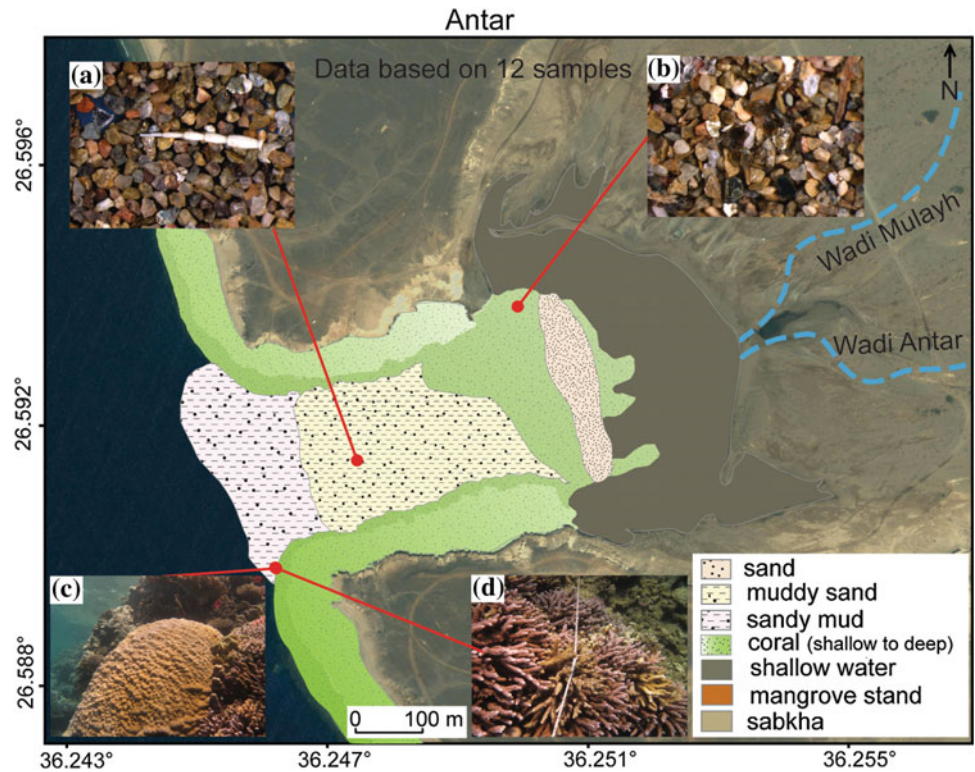 Antar
(a)
Data based on 12 samples
(b)
N
26.596
Wadi Mulayh
Wadi Antar
26.592
26.588
(c)
(d)
sand
muddy sand
sandy mud
coral (shallow to deep)
shallow water
mangrove stand
sabkha
0 100 m
36.243° 36.247° 36.251° 36.255°